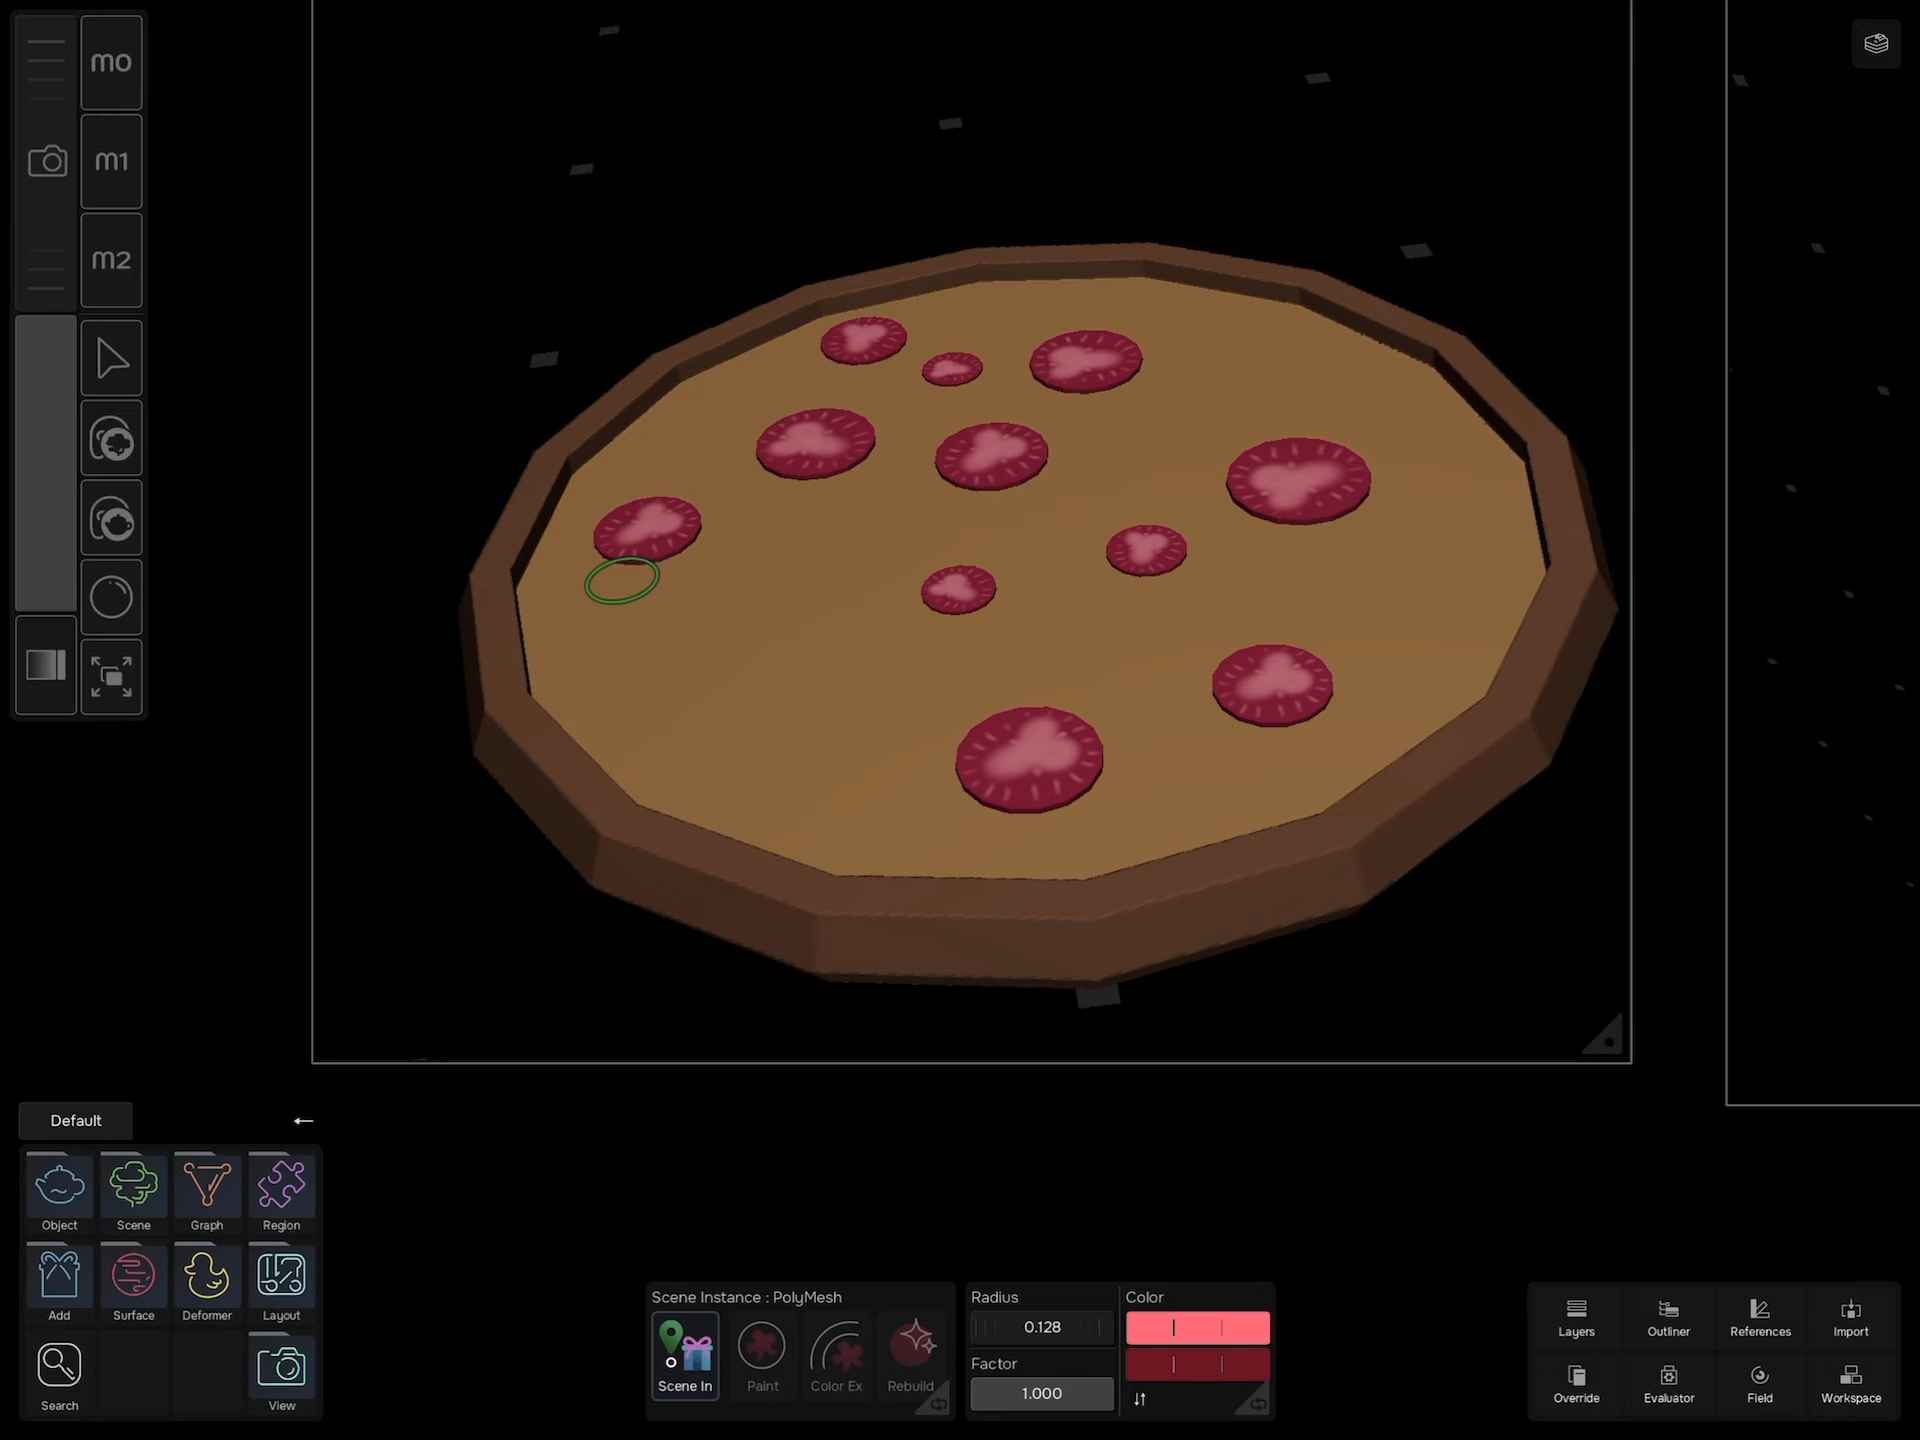 m0
m1
m2
Default
Object
Scene
Graph
Region
Add
Surface
Deformer
Layout
Search
View
Scene Instance : PolyMesh
Scene In
Paint
Color Ex
Rebuild
Radius
0.128
Factor
1.000
Color
Layers
Outliner
References
Import
Override
Evaluator
Field
Workspace